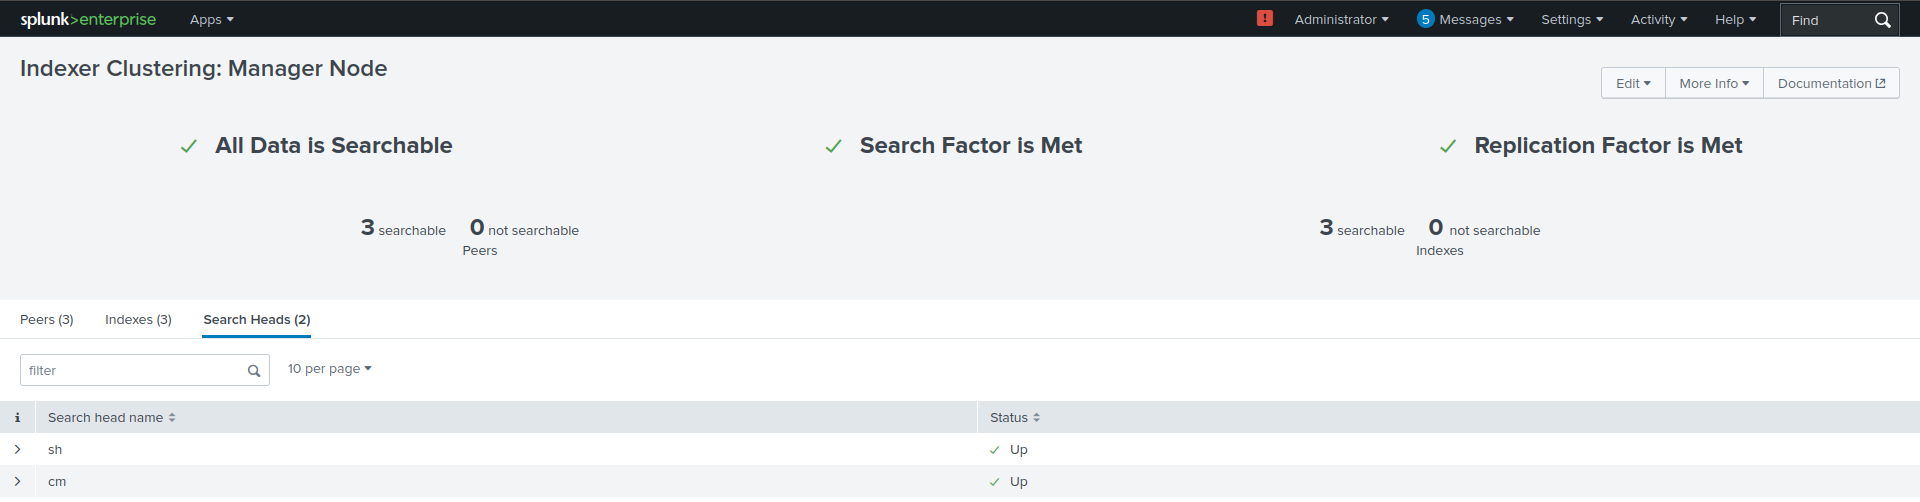 splunk>enterprise Apps ! Administrator 5 Messages Settings Activity Help Find
Indexer Clustering: Manager Node
Edit More Info Documentation
All Data is Searchable Search Factor is Met Replication Factor is Met
3 searchable 0 not searchable 3 searchable 0 not searchable
Peers Indexes
Peers (3) Indexes (3) Search Heads (2)
filter 10 per page
i Search head name Status
sh Up
cm Up